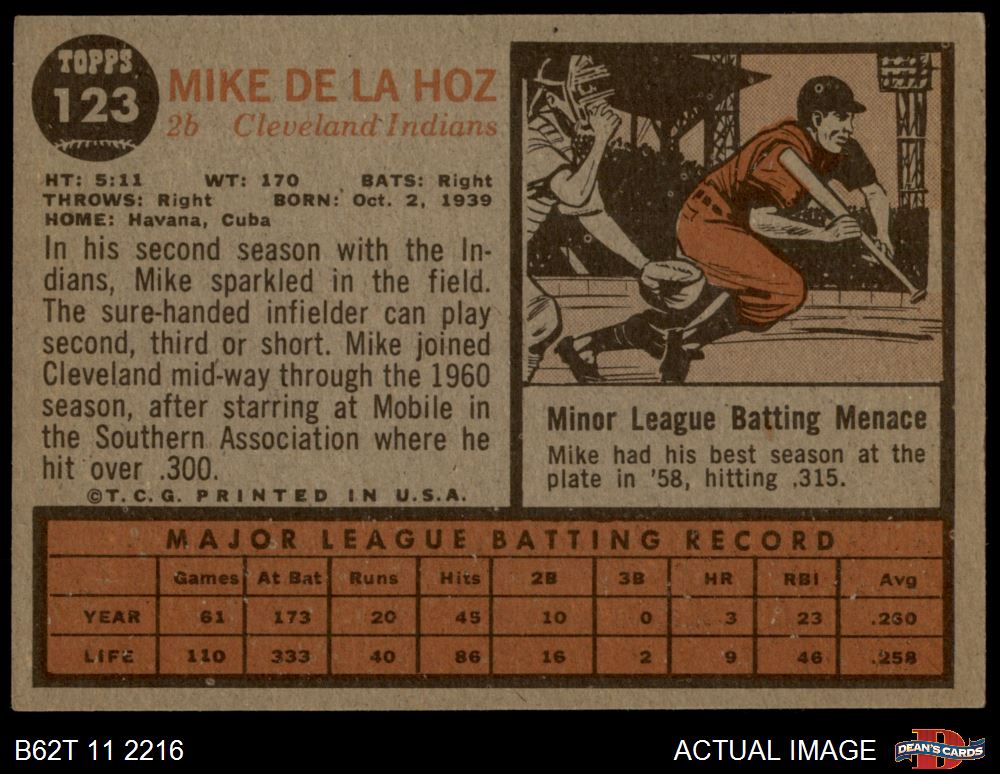 TOPPS
123
MIKE DE LA HOZ
2b Cleveland Indians
HT: 5:11 WT: 170 BATS: Right
THROWS: Right BORN: Oct. 2, 1939
HOME: Havana, Cuba
In his second season with the In-
dians, Mike sparkled in the field.
The sure-handed infielder can play
second, third or short. Mike joined
Cleveland mid-way through the 1960
season, after starring at Mobile in
the Southern Association where he
hit over .300.
©T.C.G. PRINTED IN U.S.A.
Minor League Batting Menace
Mike had his best season at the
plate in '58, hitting .315.
MAJOR LEAGUE BATTING RECORD
Games At Bat Runs Hits 2B 3B HR RBI Avg
YEAR 61 173 20 45 10 0 3 23 .260
LIFE 110 333 40 86 16 2 9 46 .258
B62T 11 2216
ACTUAL IMAGE
D
DEAN'S CARDS